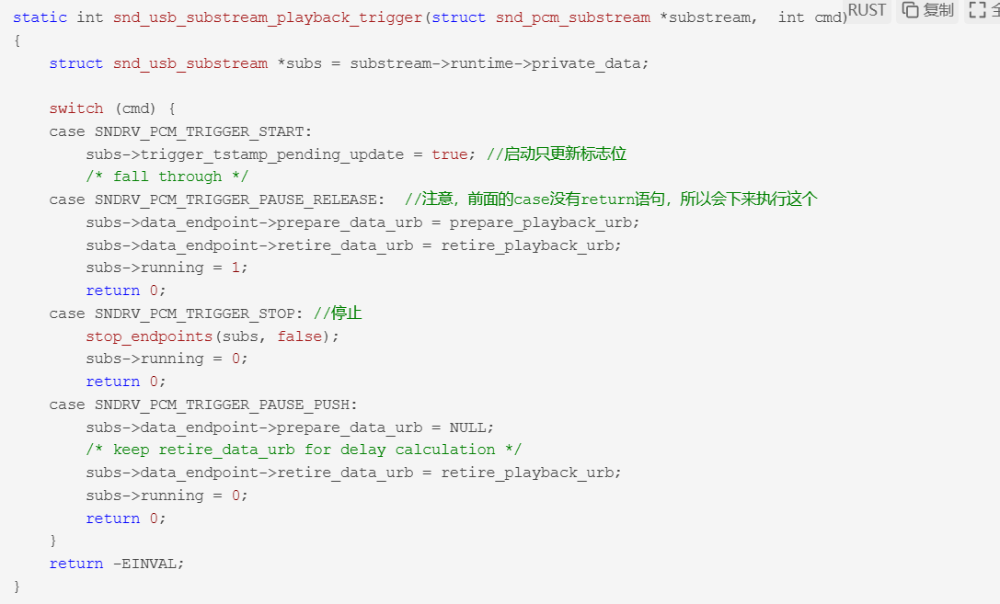 static int snd_usb_substream_playback_trigger(struct snd_pcm_substream *substream,  int cmd)
RUST 复制
{
    struct snd_usb_substream *subs = substream->runtime->private_data;

    switch (cmd) {
    case SNDRV_PCM_TRIGGER_START:
        subs->trigger_tstamp_pending_update = true; //启动只更新标志位
        /* fall through */
    case SNDRV_PCM_TRIGGER_PAUSE_RELEASE:  //注意，前面的case没有return语句，所以会下来执行这个
        subs->data_endpoint->prepare_data_urb = prepare_playback_urb;
        subs->data_endpoint->retire_data_urb = retire_playback_urb;
        subs->running = 1;
        return 0;
    case SNDRV_PCM_TRIGGER_STOP: //停止
        stop_endpoints(subs, false);
        subs->running = 0;
        return 0;
    case SNDRV_PCM_TRIGGER_PAUSE_PUSH:
        subs->data_endpoint->prepare_data_urb = NULL;
        /* keep retire_data_urb for delay calculation */
        subs->data_endpoint->retire_data_urb = retire_playback_urb;
        subs->running = 0;
        return 0;
    }
    return -EINVAL;
}